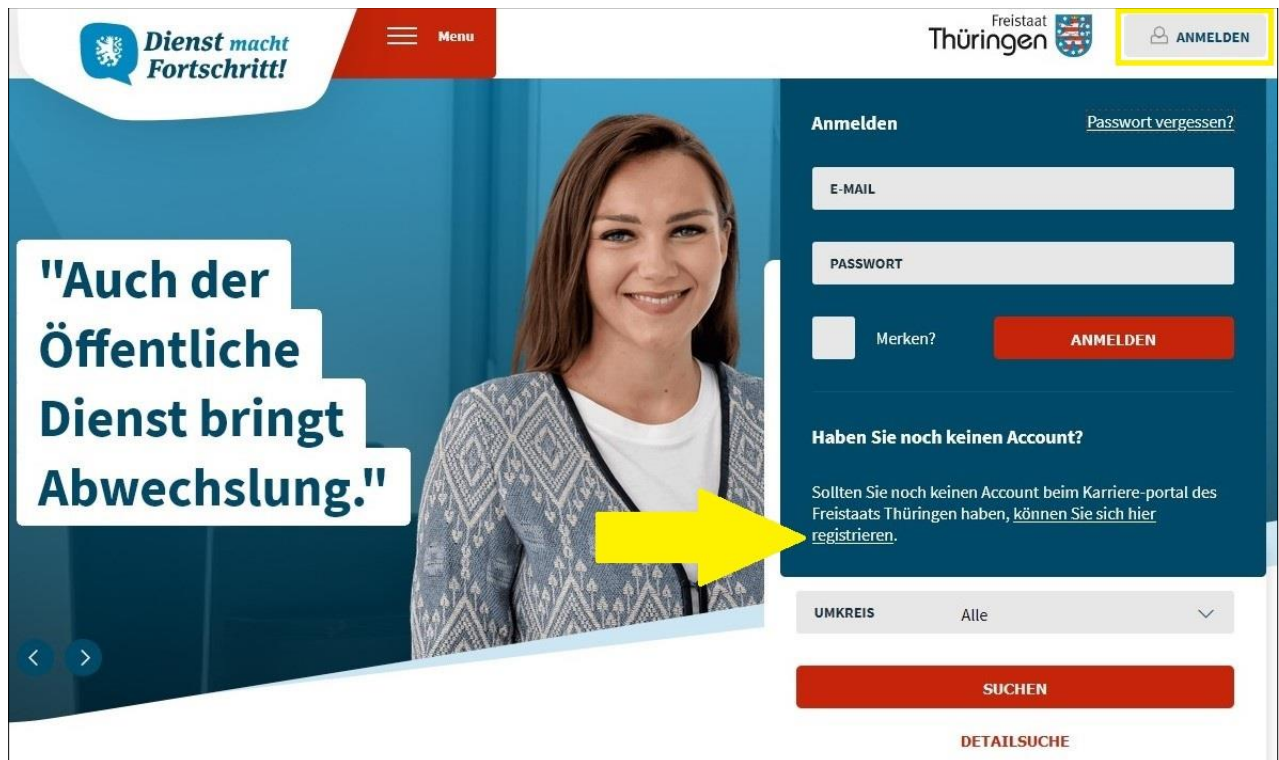 Dienst macht
Fortschritt!
Menu
Freistaat
Thüringen
ANMELDEN
Anmelden
Passwort vergessen?
E-MAIL
PASSWORT
Merken?
ANMELDEN
"Auch der
Öffentliche
Dienst bringt
Abwechslung."
Haben Sie noch keinen Account?
Sollten Sie noch keinen Account beim Karriere-portal des
Freistaats Thüringen haben, können Sie sich hier
registrieren.
UMKREIS
Alle
SUCHEN
DETAILSUCHE